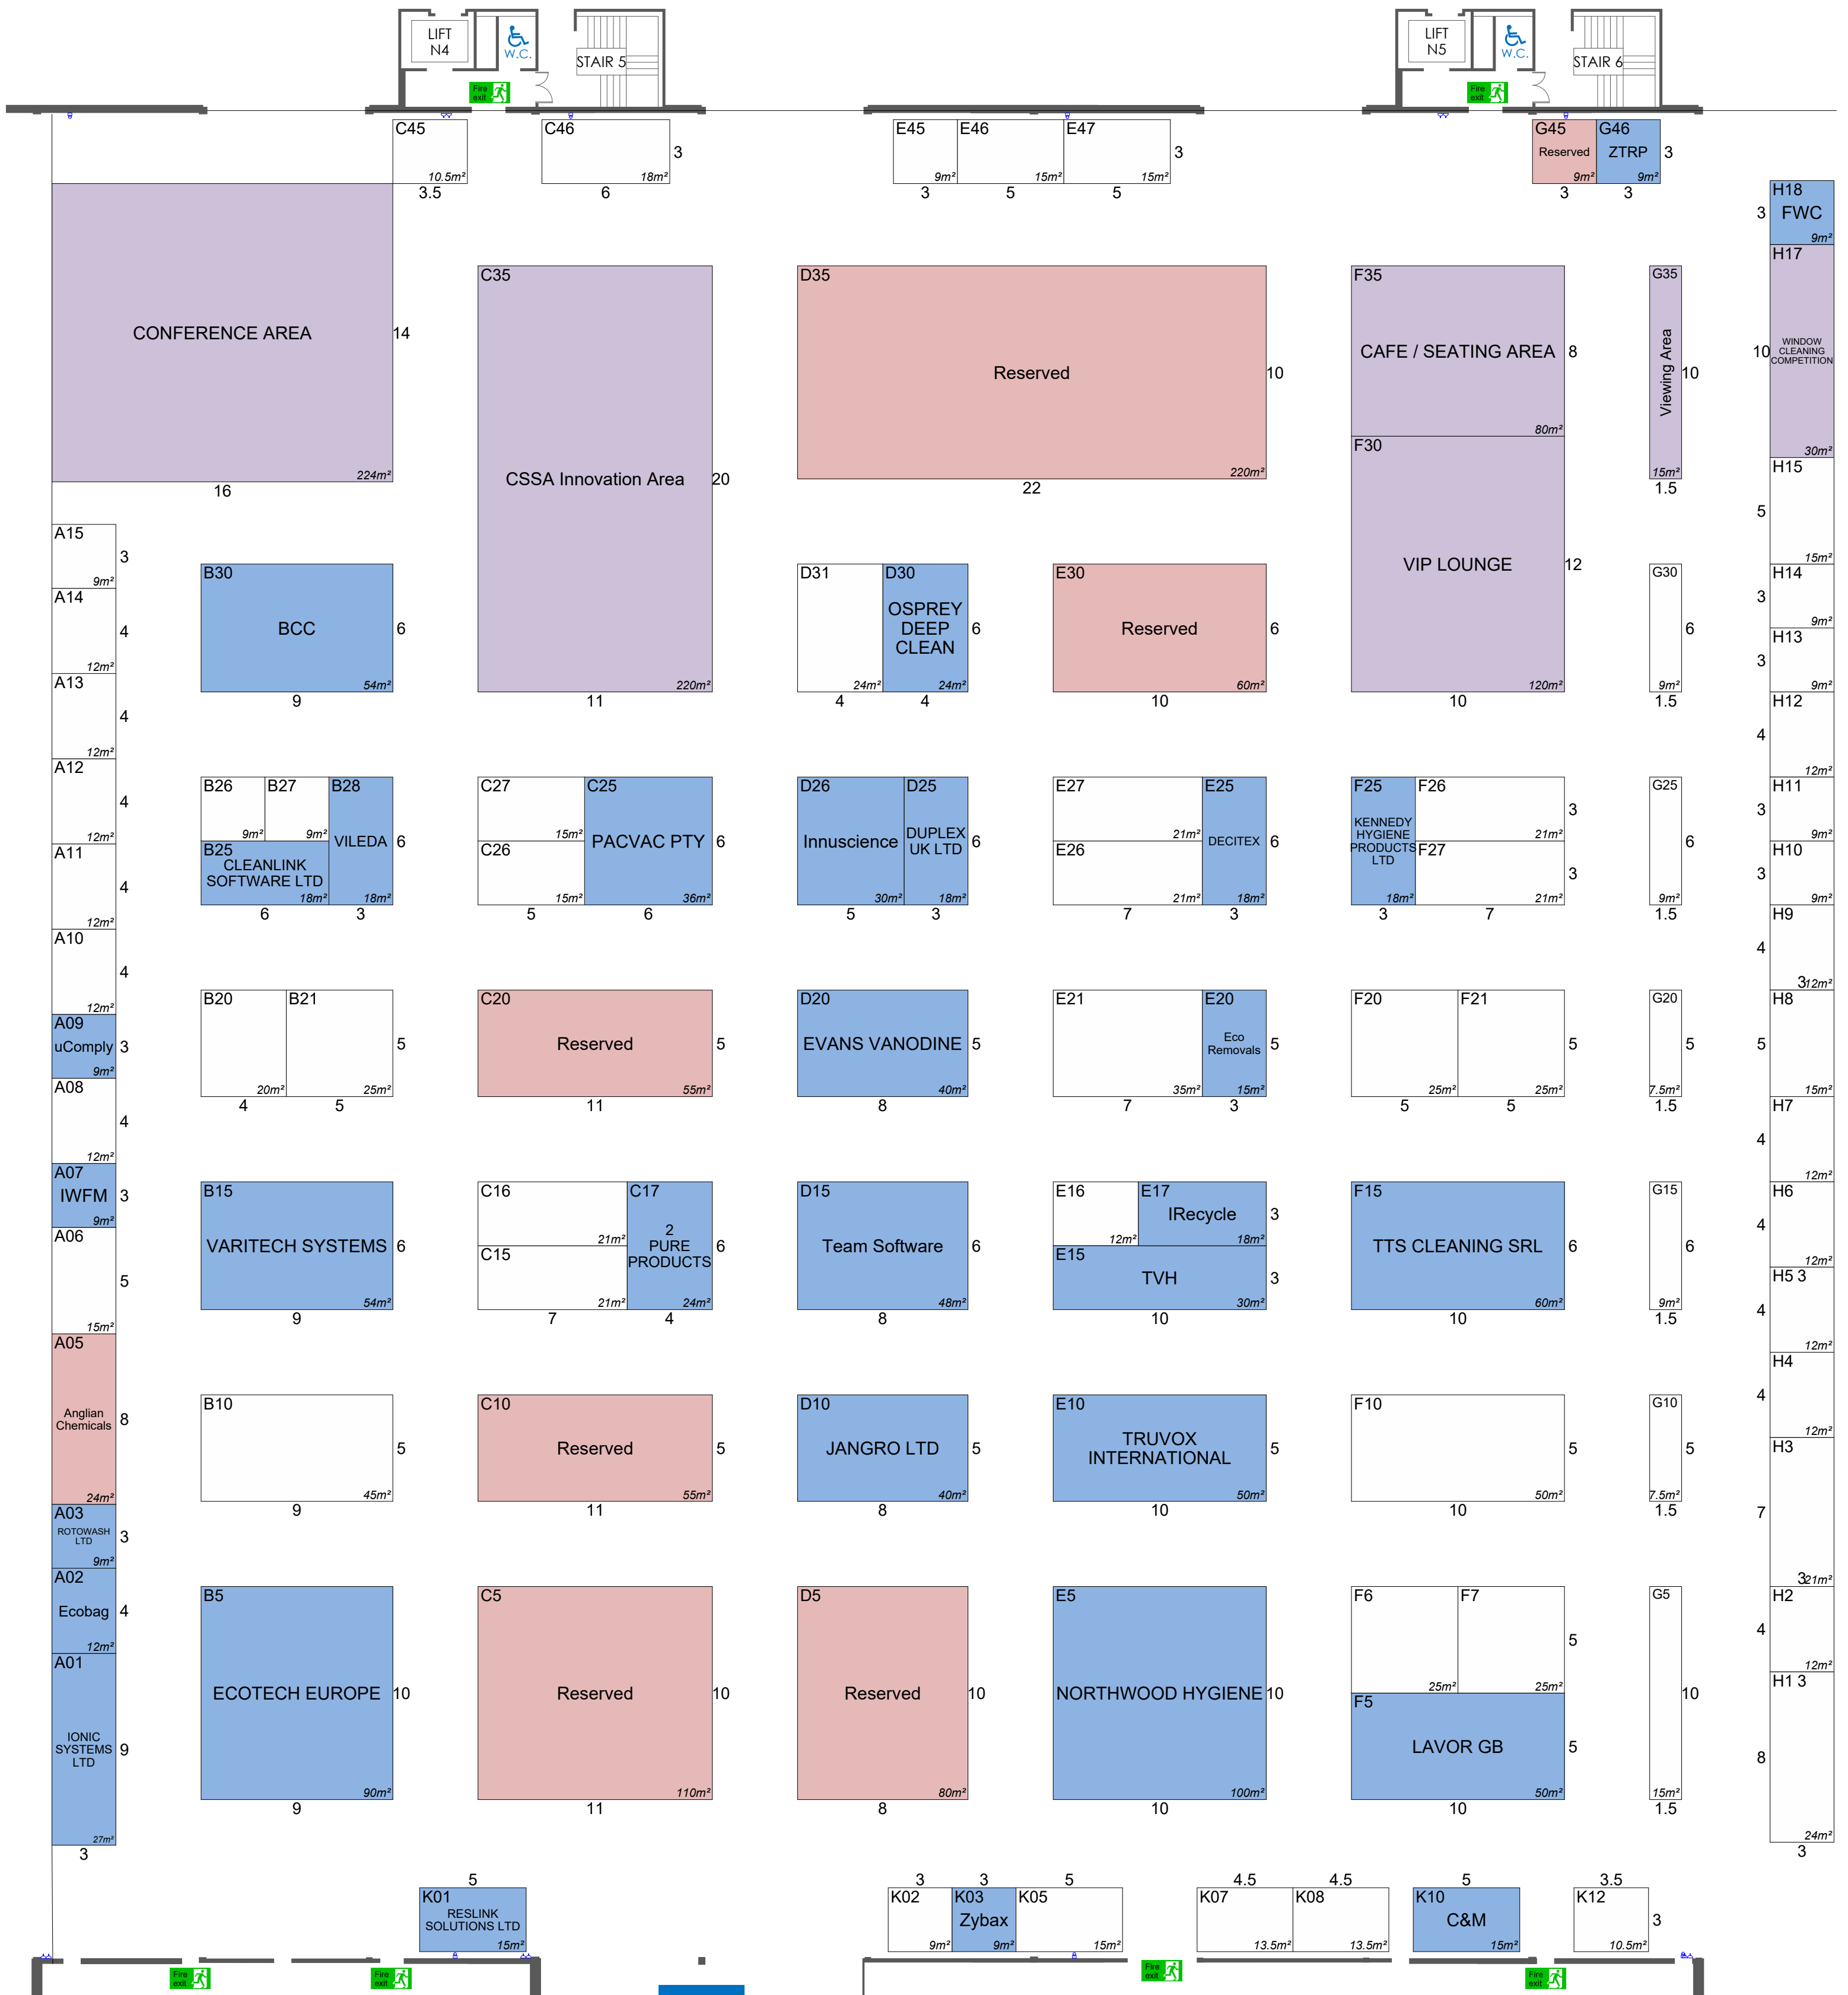 LIFT
N4
W.C.
STAIR 5
Fire
exit
LIFT
N5
W.C.
STAIR 6
Fire
exit
C45
10.5m²
3.5
C46
18m²
3
6
E45
9m²
3
E46
15m²
5
E47
15m²
3
5
G45
Reserved
9m²
3
G46
ZTRP
9m²
3
3
H18
FWC
9m²
3
H17
WINDOW
CLEANING
COMPETITION
30m²
10
CONFERENCE AREA
14
224m²
16
C35
CSSA Innovation Area
20
220m²
11
D35
Reserved
10
220m²
22
F35
CAFE / SEATING AREA
8
80m²
F30
VIP LOUNGE
12
120m²
10
G35
Viewing Area
10
15m²
1.5
H15
5
15m²
H14
3
9m²
H13
3
9m²
H12
4
12m²
H11
3
9m²
H10
3
9m²
H9
4
3
12m²
H8
5
15m²
H7
4
12m²
H6
4
12m²
H5
3
4
12m²
H4
4
12m²
H3
7
3
21m²
H2
4
12m²
H1
3
8
24m²
3
A15
3
9m²
A14
4
12m²
A13
4
12m²
A12
4
12m²
A11
4
12m²
A10
4
12m²
A09
uComply
3
9m²
A08
4
12m²
A07
IWFM
3
9m²
A06
5
15m²
A05
Anglian
Chemicals
8
24m²
A03
ROTOWASH
LTD
3
9m²
A02
Ecobag
4
12m²
A01
IONIC
SYSTEMS
LTD
9
27m²
3
B30
BCC
6
54m²
9
D31
24m²
4
D30
OSPREY
DEEP
CLEAN
6
24m²
4
E30
Reserved
6
60m²
10
G30
6
9m²
1.5
B26
9m²
B27
9m²
B28
VILEDA
6
18m²
3
B25
CLEANLINK
SOFTWARE LTD
18m²
6
C27
15m²
C26
15m²
5
C25
PACVAC PTY
6
36m²
6
D26
Innuscience
30m²
5
D25
DUPLEX
UK LTD
6
18m²
3
E27
21m²
E26
21m²
7
E25
DECITEX
6
18m²
3
F25
KENNEDY
HYGIENE
PRODUCTS
LTD
18m²
3
F26
3
21m²
F27
3
21m²
7
G25
6
9m²
1.5
B20
20m²
4
B21
5
25m²
5
C20
Reserved
5
55m²
11
D20
EVANS VANODINE
5
40m²
8
E21
35m²
7
E20
Eco
Removals
5
15m²
3
F20
25m²
5
F21
5
25m²
5
G20
5
7.5m²
1.5
B15
VARITECH SYSTEMS
6
54m²
9
C16
21m²
C15
21m²
7
C17
2
PURE
PRODUCTS
6
24m²
4
D15
Team Software
6
48m²
8
E16
12m²
E17
IRecycle
3
18m²
E15
TVH
3
30m²
10
F15
TTS CLEANING SRL
6
60m²
10
G15
6
9m²
1.5
B10
5
45m²
9
C10
Reserved
5
55m²
11
D10
JANGRO LTD
5
40m²
8
E10
TRUVOX
INTERNATIONAL
5
50m²
10
F10
5
50m²
10
G10
5
7.5m²
1.5
B5
ECOTECH EUROPE
10
90m²
9
C5
Reserved
10
110m²
11
D5
Reserved
10
80m²
8
E5
NORTHWOOD HYGIENE
10
100m²
10
F6
25m²
F7
5
25m²
F5
LAVOR GB
5
50m²
10
G5
10
15m²
1.5
5
K01
RESLINK
SOLUTIONS LTD
15m²
3
K02
9m²
3
K03
Zybax
9m²
5
K05
15m²
4.5
K07
13.5m²
4.5
K08
13.5m²
5
K10
C&M
15m²
3.5
K12
3
10.5m²
Fire
exit
Fire
exit
Fire
exit
Fire
exit